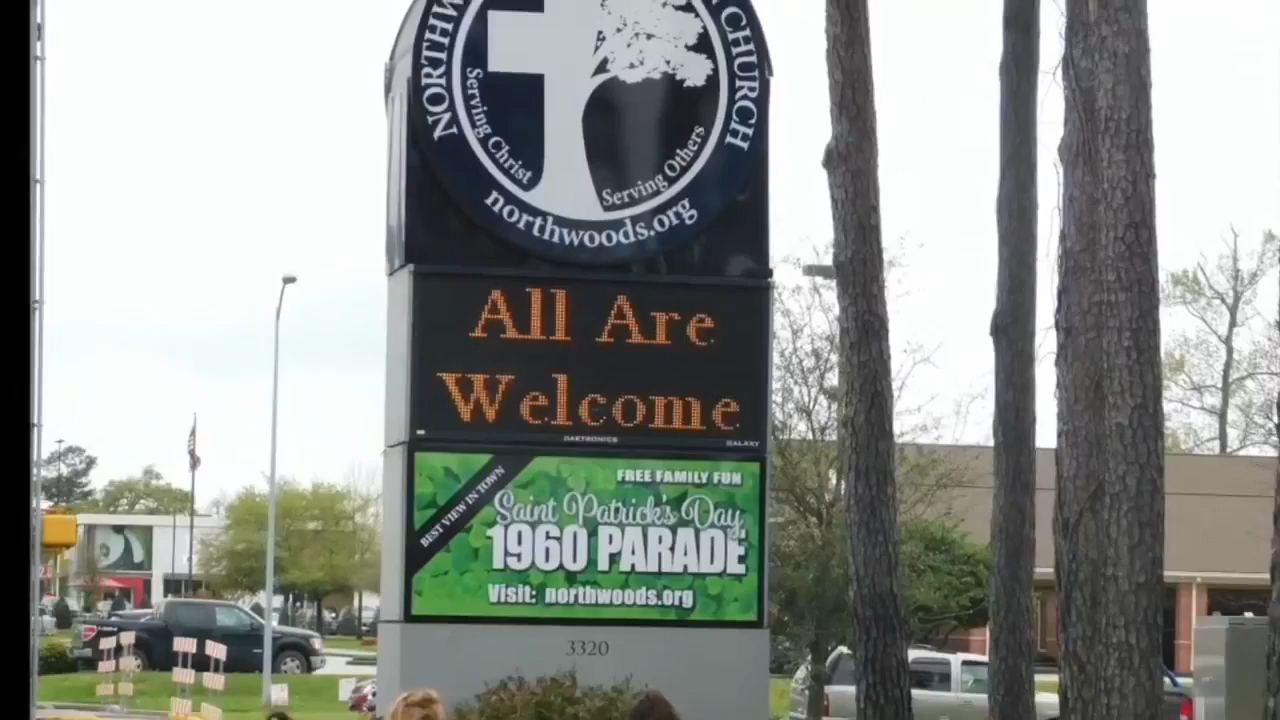 NORTHW
CHURCH
Serving Christ
Serving Others
northwoods.org
All Are
Welcome
DAKTRONICS
GALAXY
BEST VIEW IN TOWN
FREE FAMILY FUN
Saint Patrick's Day
1960 PARADE
Visit: northwoods.org
3320